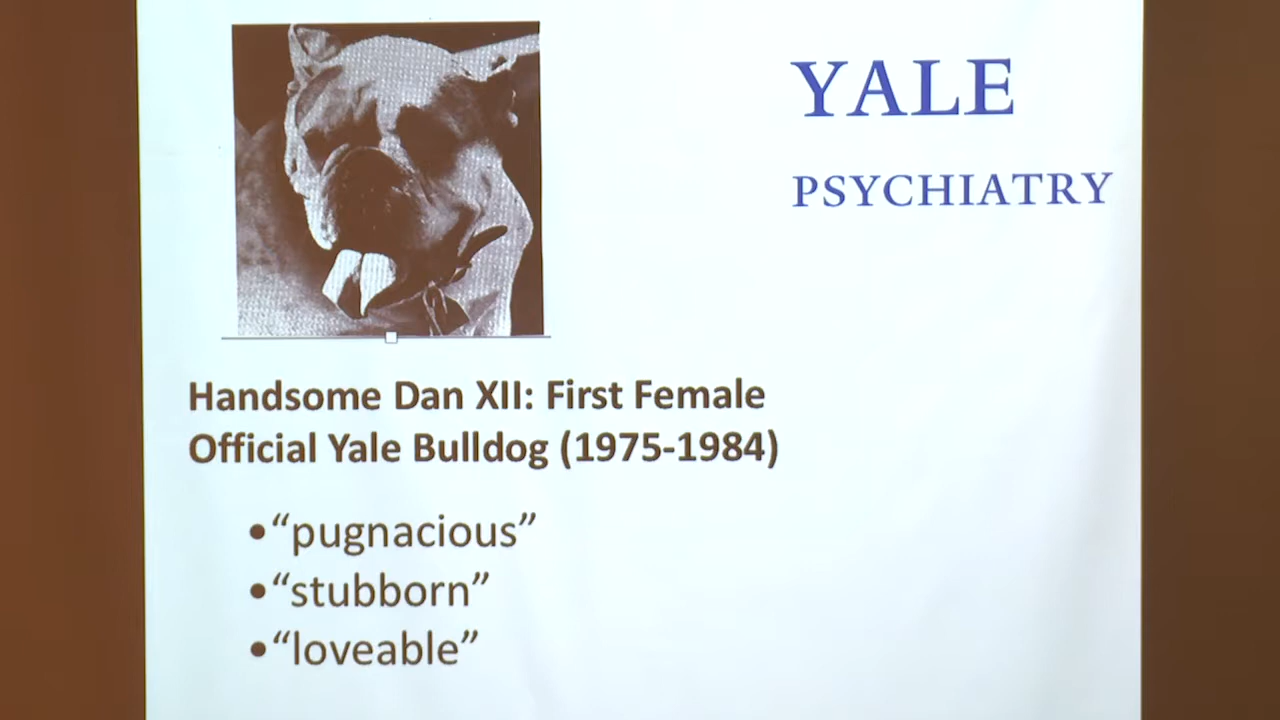 YALE
PSYCHIATRY
Handsome Dan XII: First Female
Official Yale Bulldog (1975-1984)
•“pugnacious”
•“stubborn”
•“loveable”